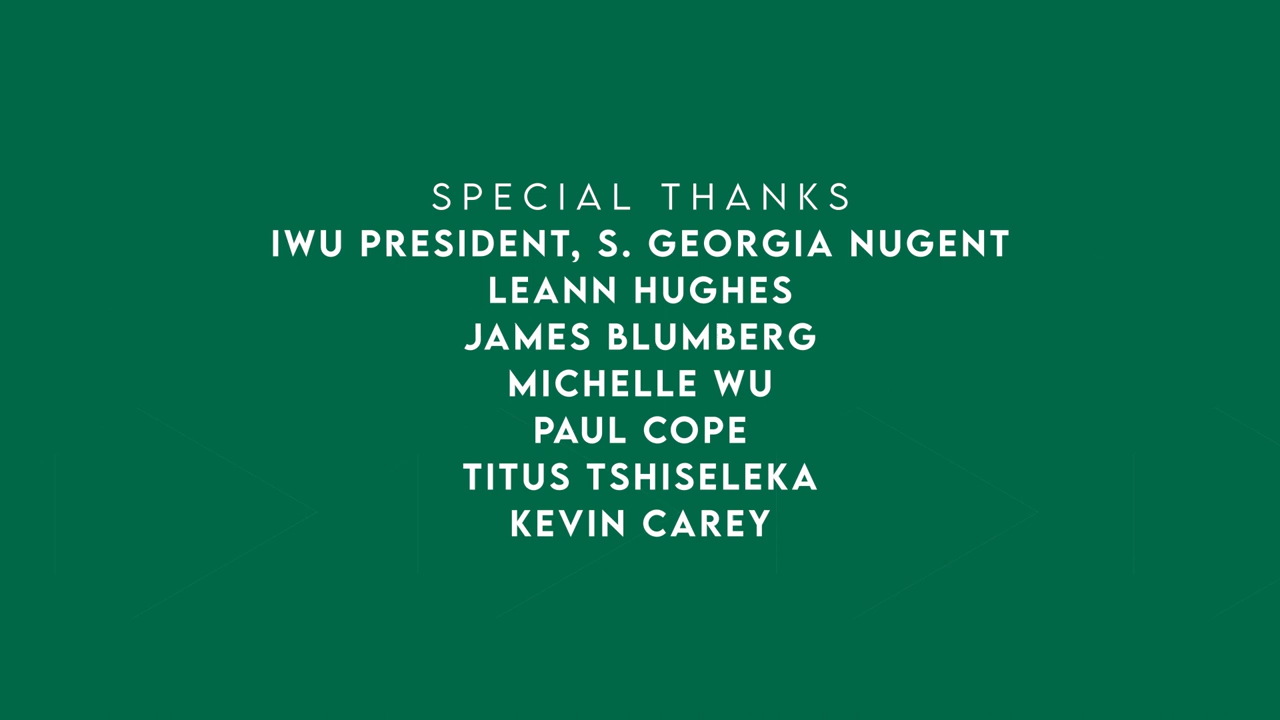 SPECIAL THANKS
IWU PRESIDENT, S. GEORGIA NUGENT
LEANN HUGHES
JAMES BLUMBERG
MICHELLE WU
PAUL COPE
TITUS TSHISELEKA
KEVIN CAREY